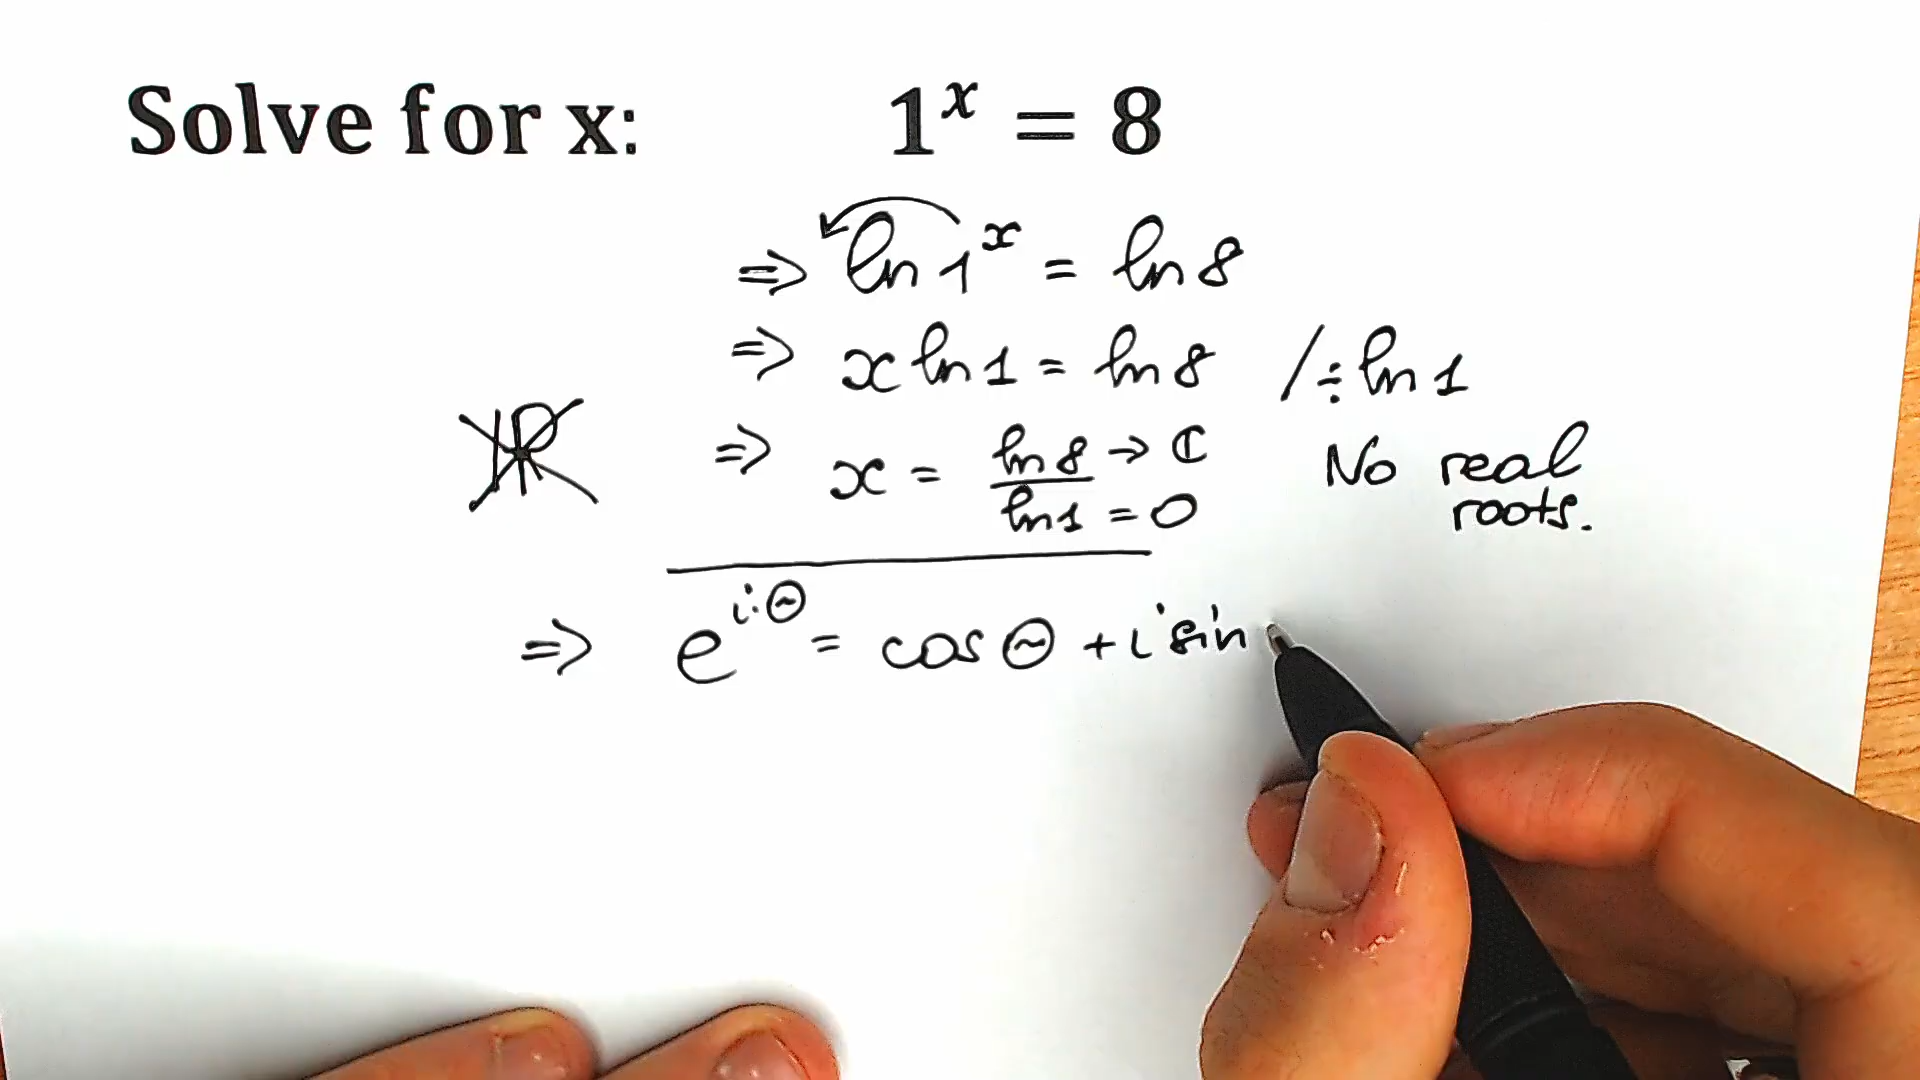 Solve for x: 1^x = 8
⇒ ln 1^x = ln 8
⇒ x ln 1 = ln 8 /÷ ln 1
ℝ ⇒ x = ln 8 → ℂ No real
ln 1 = 0 roots.
⇒ e^{i·Θ} = cos Θ + i sin